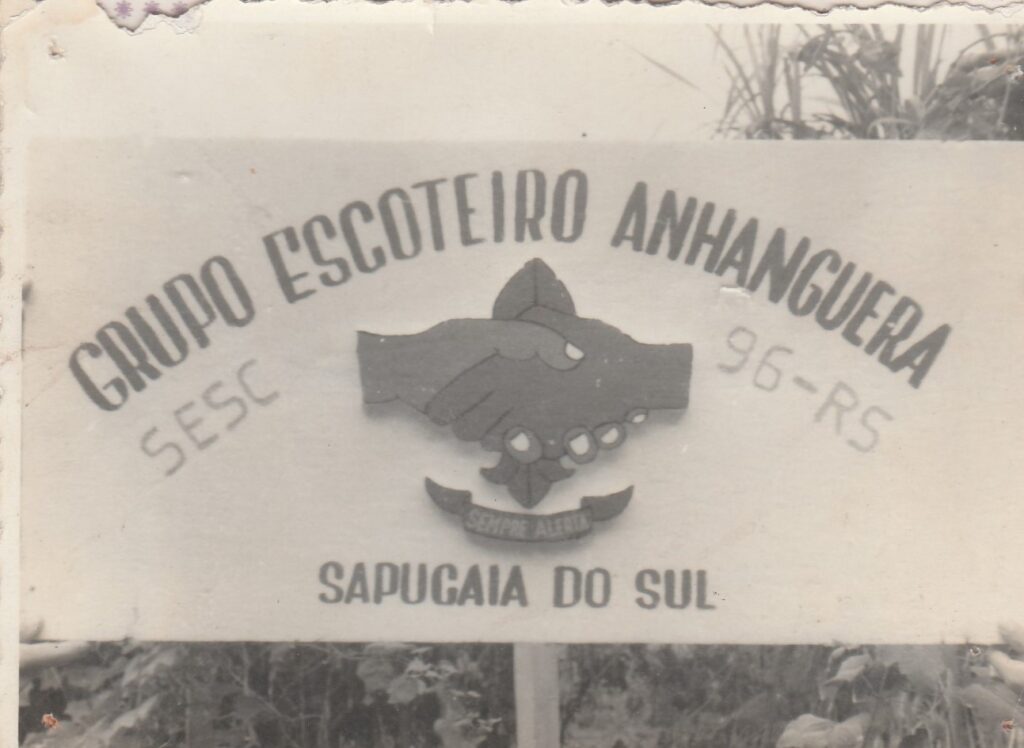 GRUPO ESCOTEIRO ANHANGUERA
SESC 96-RS
SEMPRE ALERTA
SAPUCAIA DO SUL